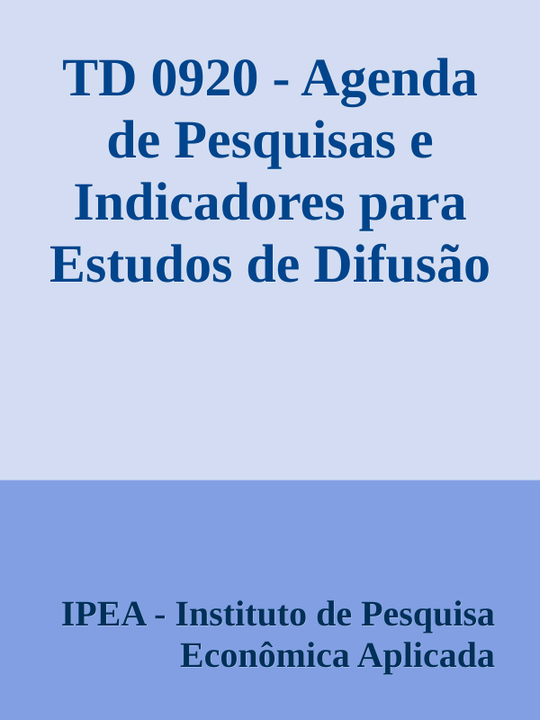 TD 0920 - Agenda
de Pesquisas e
Indicadores para
Estudos de Difusão
IPEA - Instituto de Pesquisa
Econômica Aplicada